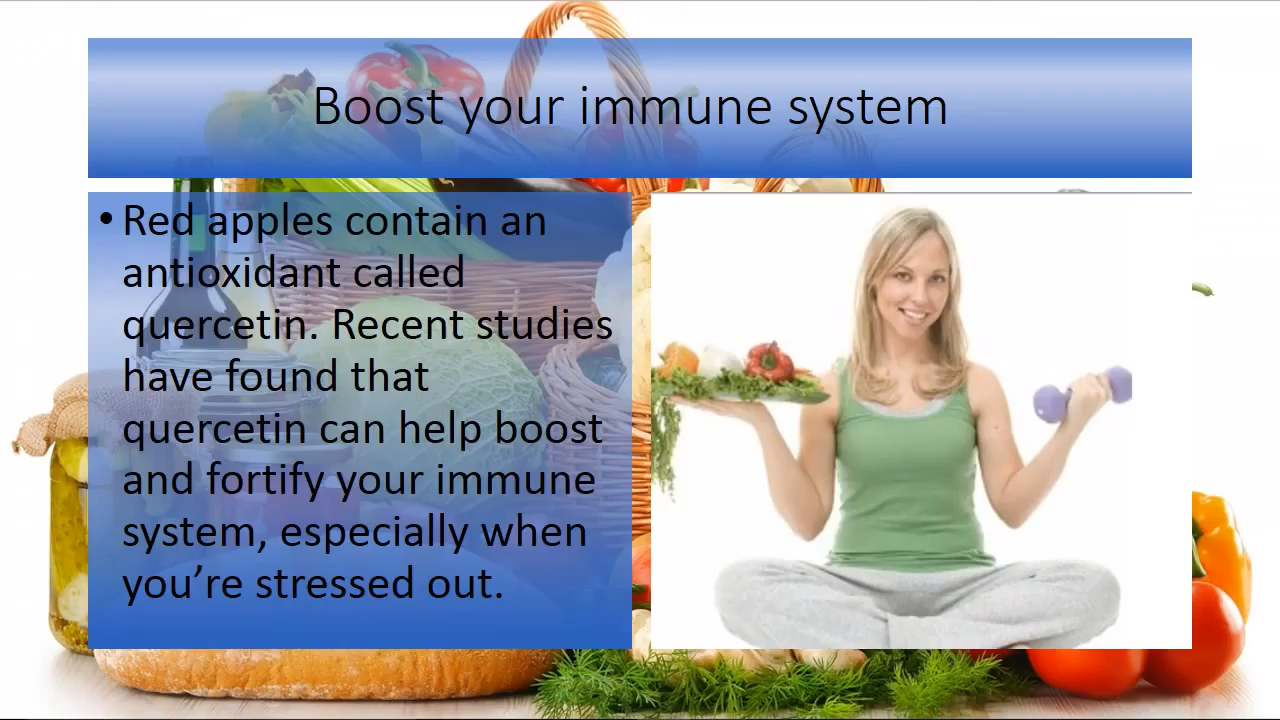 Boost your immune system
• Red apples contain an
antioxidant called
quercetin. Recent studies
have found that
quercetin can help boost
and fortify your immune
system, especially when
you’re stressed out.